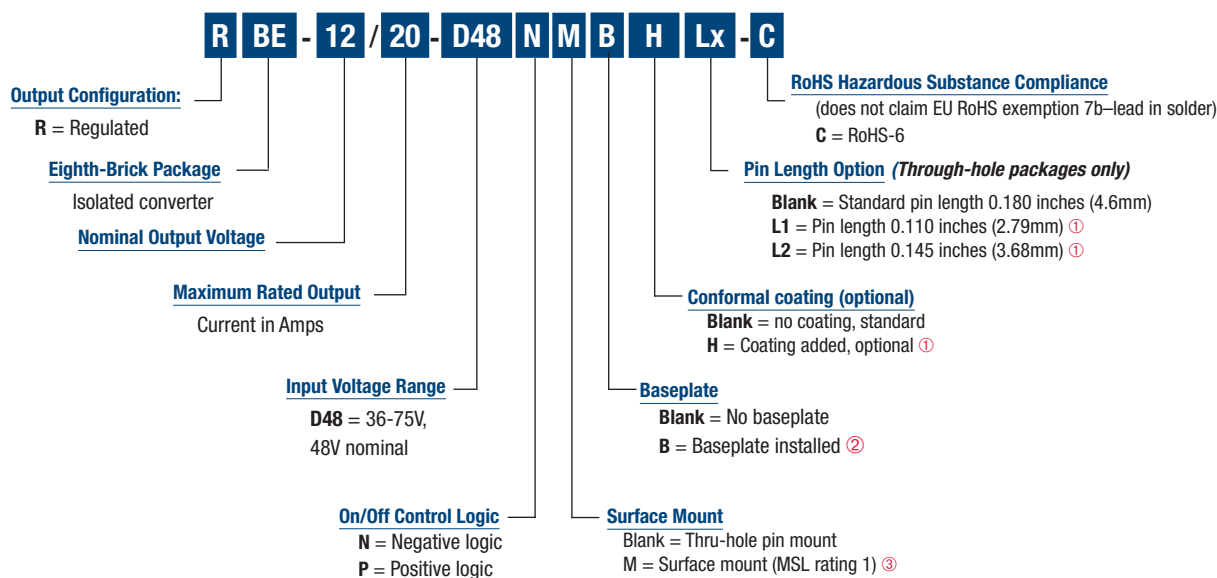 R BE - 12 / 20 - D48 N M B H Lx - C
RoHS Hazardous Substance Compliance
(does not claim EU RoHS exemption 7b–lead in solder)
C = RoHS-6
Output Configuration:
R = Regulated
Pin Length Option (Through-hole packages only)
Blank = Standard pin length 0.180 inches (4.6mm)
L1 = Pin length 0.110 inches (2.79mm) ①
L2 = Pin length 0.145 inches (3.68mm) ①
Eighth-Brick Package
Isolated converter
Nominal Output Voltage
Maximum Rated Output
Current in Amps
Conformal coating (optional)
Blank = no coating, standard
H = Coating added, optional ①
Input Voltage Range
D48 = 36-75V,
48V nominal
Baseplate
Blank = No baseplate
B = Baseplate installed ②
On/Off Control Logic
N = Negative logic
P = Positive logic
Surface Mount
Blank = Thru-hole pin mount
M = Surface mount (MSL rating 1) ③